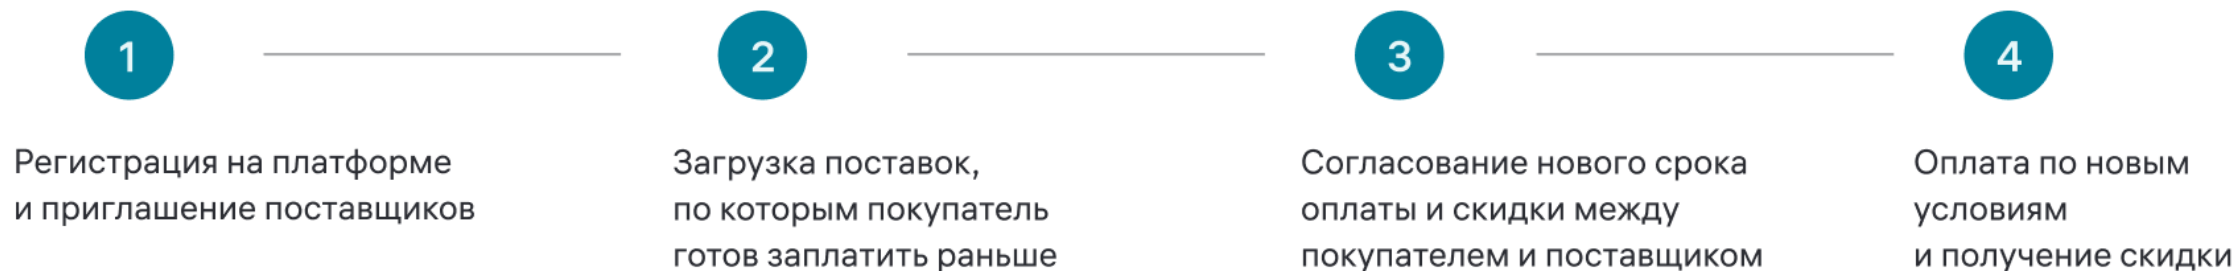 1
2
3
4
Регистрация на платформе
и приглашение поставщиков
Загрузка поставок,
по которым покупатель
готов заплатить раньше
Согласование нового срока
оплаты и скидки между
покупателем и поставщиком
Оплата по новым
условиям
и получение скидки